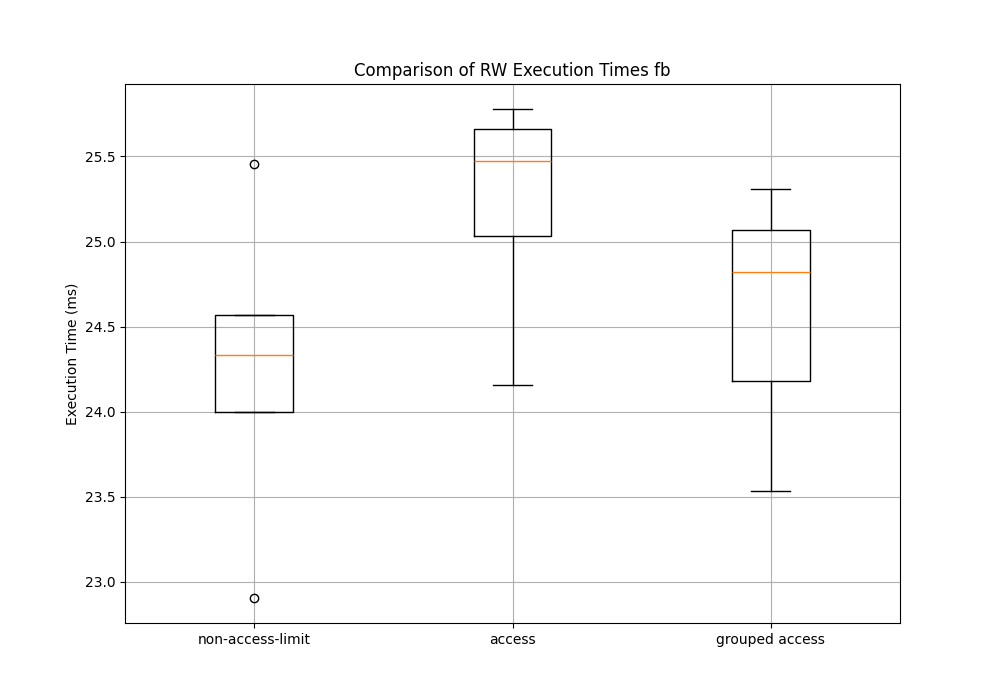 Comparison of RW Execution Times fb
Execution Time (ms)
25.5
25.0
24.5
24.0
23.5
23.0
non-access-limit
access
grouped access